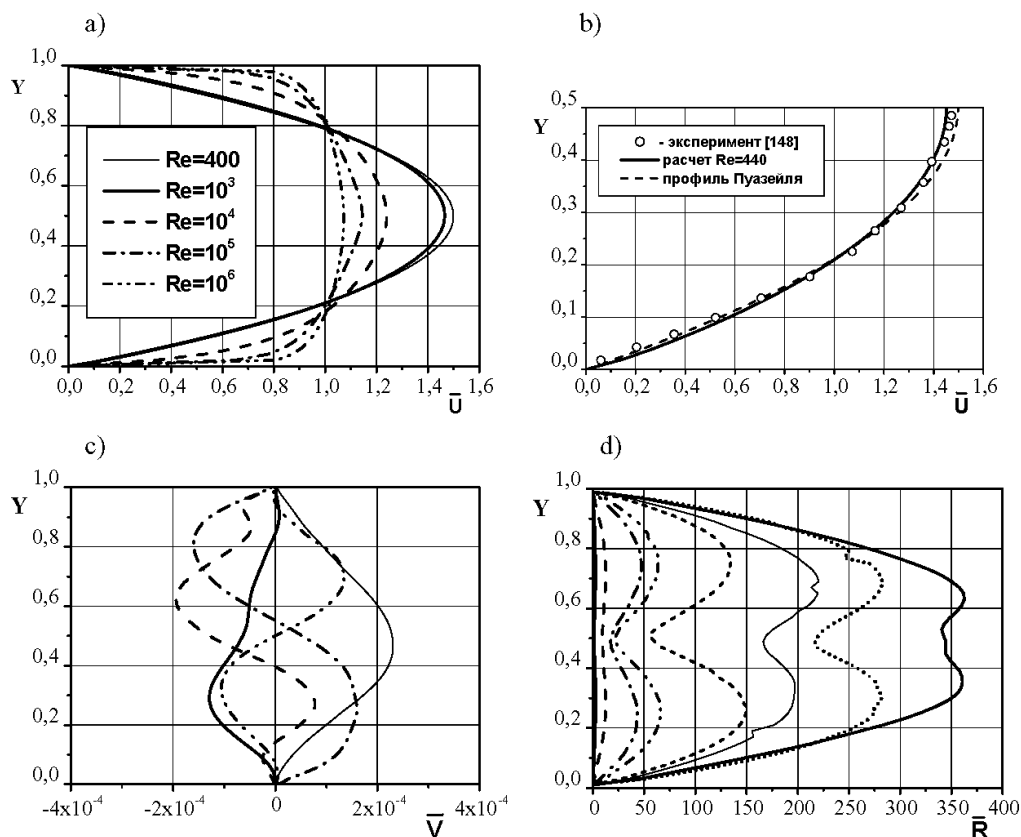 a)
1,0
Y
0,8
0,6
0,4
0,2
0,0
Re=400
Re=10³
Re=10⁴
Re=10⁵
Re=10⁶
0,0 0,2 0,4 0,6 0,8 1,0 1,2 1,4 1,6
U̅
b)
0,5
Y
0,4
0,3
0,2
0,1
0,0
- эксперимент [148]
расчет Re=440
профиль Пуазейля
0,0 0,2 0,4 0,6 0,8 1,0 1,2 1,4 1,6
U̅
c)
1,0
Y
0,8
0,6
0,4
0,2
0,0
-4x10⁻⁴ -2x10⁻⁴ 0 2x10⁻⁴ 4x10⁻⁴
V̅
d)
1,0
Y
0,8
0,6
0,4
0,2
0,0
0 50 100 150 200 250 300 350 400
R̅